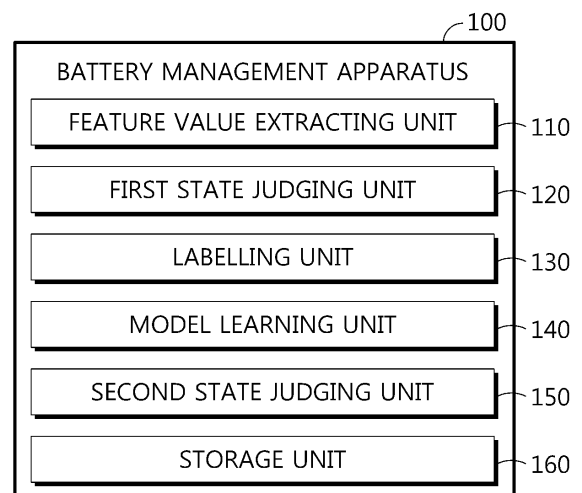 100
BATTERY MANAGEMENT APPARATUS
FEATURE VALUE EXTRACTING UNIT 110
FIRST STATE JUDGING UNIT 120
LABELLING UNIT 130
MODEL LEARNING UNIT 140
SECOND STATE JUDGING UNIT 150
STORAGE UNIT 160